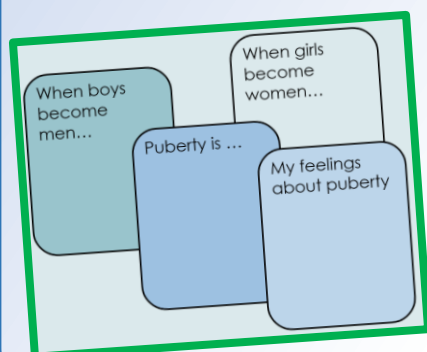 When boys
become
men...
When girls
become
women...
Puberty is ...
My feelings
about puberty